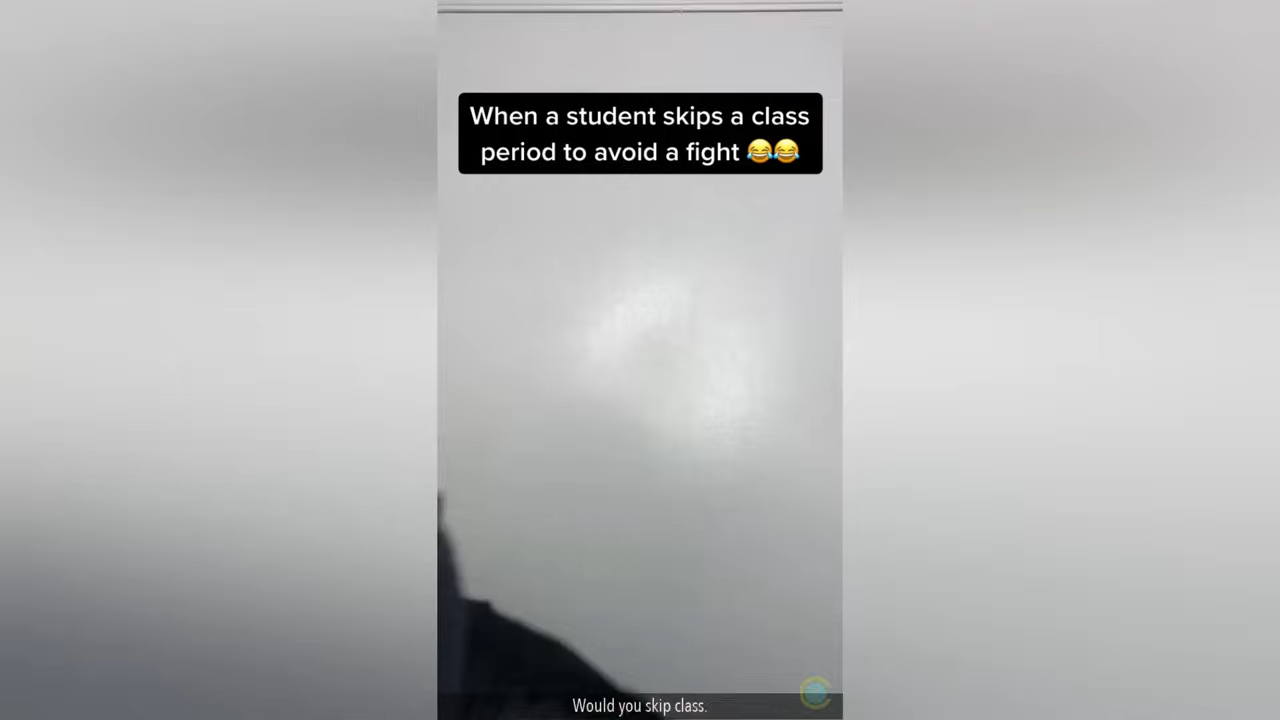 When a student skips a class
period to avoid a fight 😂😂
Would you skip class.